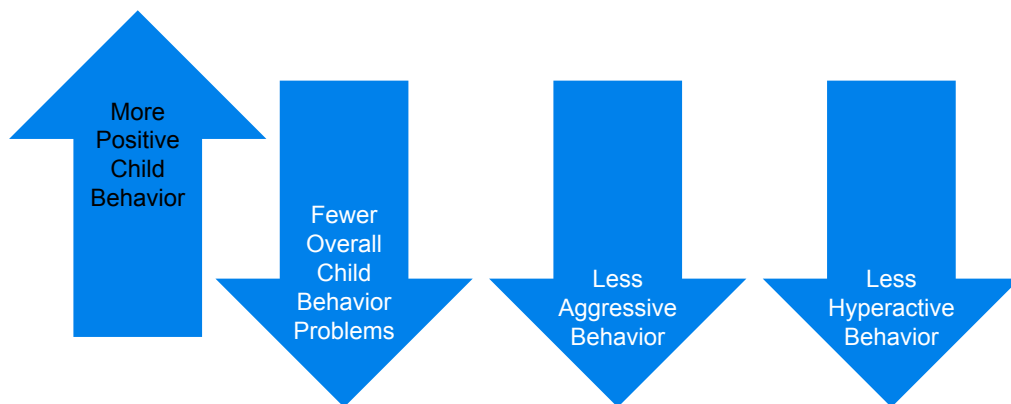 More
Positive
Child
Behavior
Fewer
Overall
Child
Behavior
Problems
Less
Aggressive
Behavior
Less
Hyperactive
Behavior